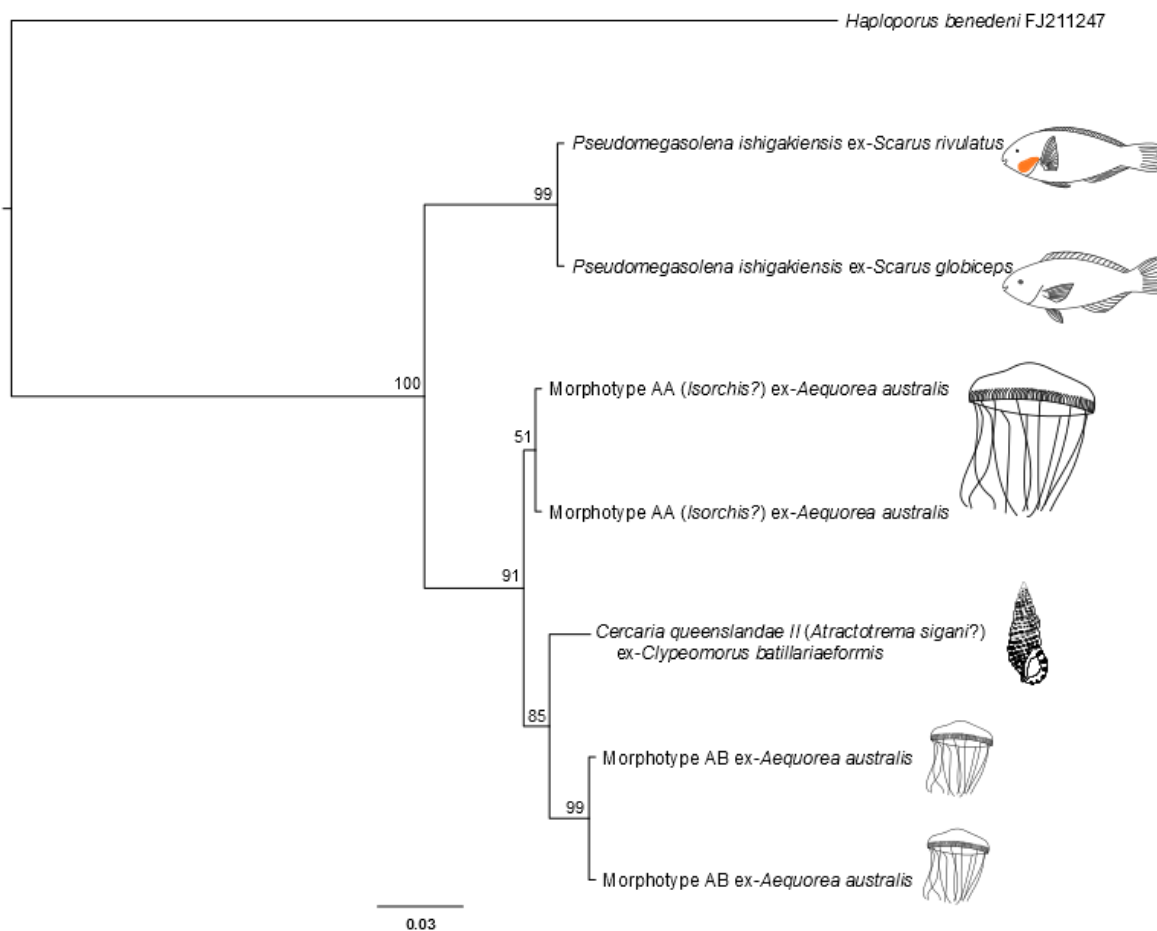 Haploporus benedeni FJ211247
Pseudomegasolena ishigakiensis ex-Scarus rivulatus
99
Pseudomegasolena ishigakiensis ex-Scarus globiceps
100
Morphotype AA (Isorchis?) ex-Aequorea australis
51
Morphotype AA (Isorchis?) ex-Aequorea australis
91
Cercaria queenslandae II (Atractotrema sigani?)
ex-Clypeomorus batillariaeformis
85
Morphotype AB ex-Aequorea australis
99
Morphotype AB ex-Aequorea australis
0.03